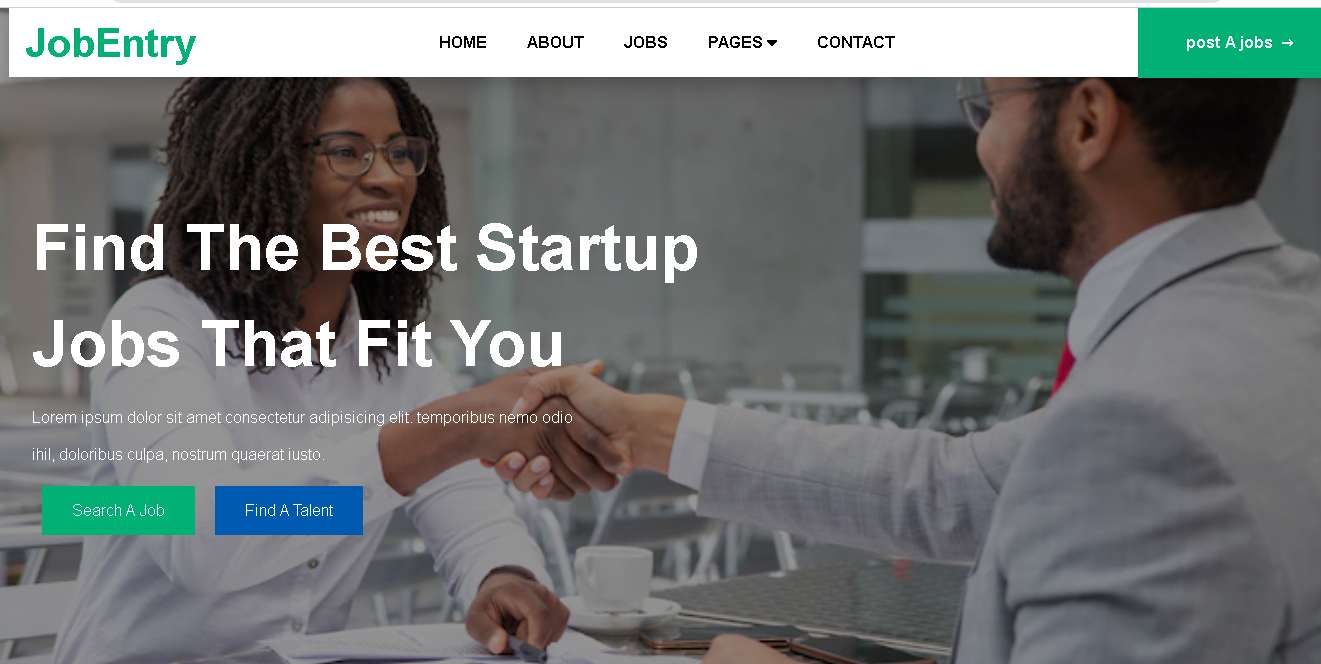 JobEntry
HOME ABOUT JOBS PAGES CONTACT
post A jobs →
Find The Best Startup
Jobs That Fit You
Lorem ipsum dolor sit amet consectetur adipisicing elit. temporibus nemo odio
ihil, doloribus culpa, nostrum quaerat iusto.
Search A Job
Find A Talent